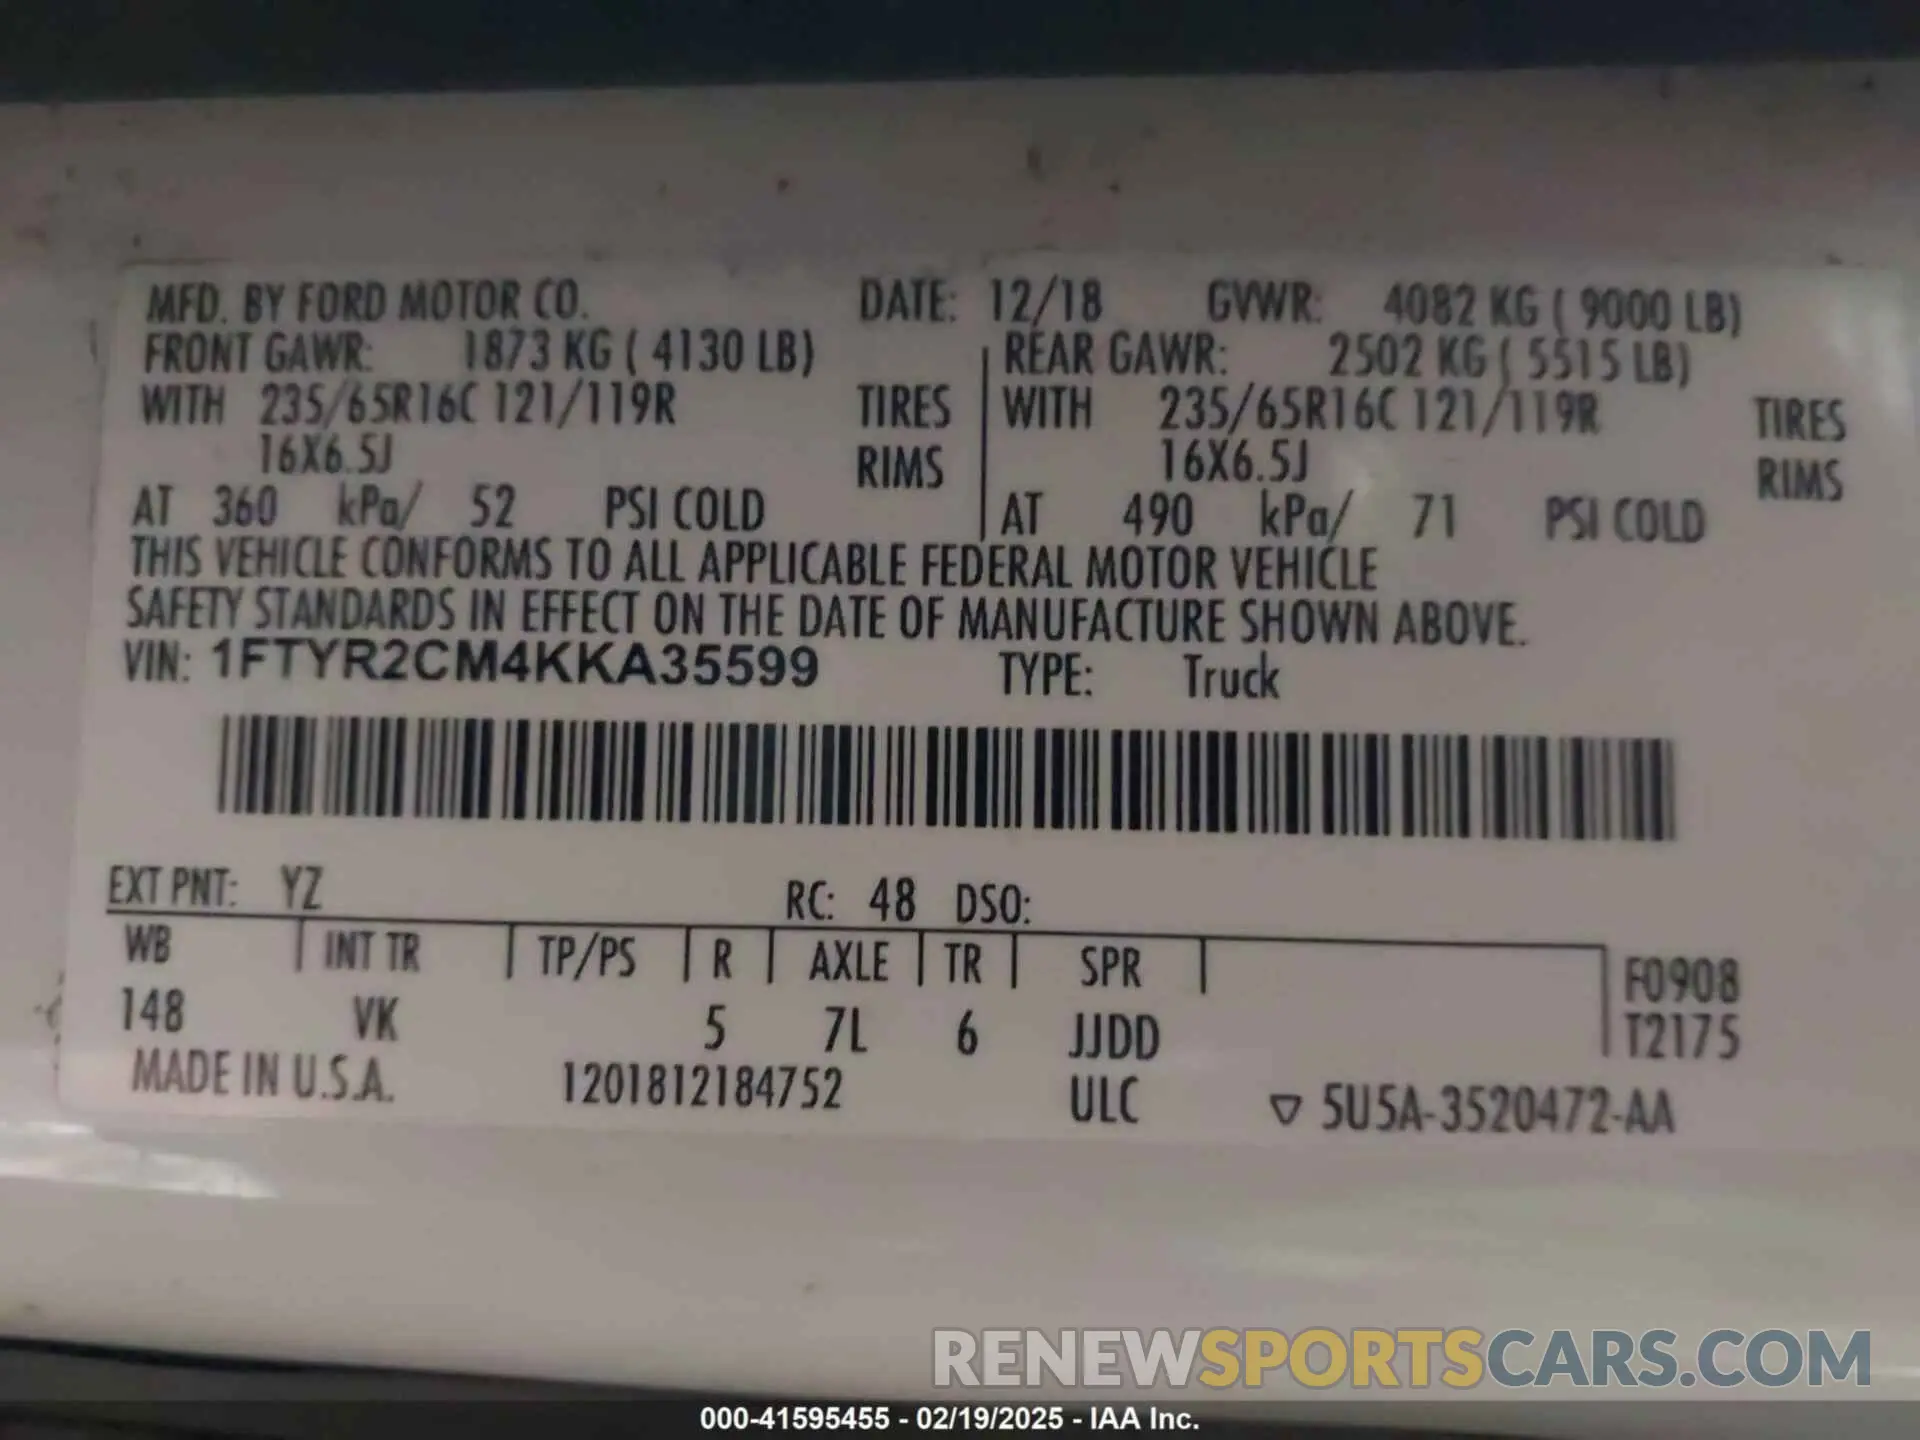 MFD. BY FORD MOTOR CO. DATE: 12/18 GVWR: 4082 KG ( 9000 LB)
FRONT GAWR: 1873 KG ( 4130 LB) REAR GAWR: 2502 KG ( 5515 LB)
WITH 235/65R16C 121/119R TIRES WITH 235/65R16C 121/119R TIRES
16X6.5J RIMS 16X6.5J RIMS
AT 360 kPa/ 52 PSI COLD AT 490 kPa/ 71 PSI COLD
THIS VEHICLE CONFORMS TO ALL APPLICABLE FEDERAL MOTOR VEHICLE
SAFETY STANDARDS IN EFFECT ON THE DATE OF MANUFACTURE SHOWN ABOVE.
VIN: 1FTYR2CM4KKA35599 TYPE: Truck
EXT PNT: YZ RC: 48 DSO:
WB INT TR TP/PS R AXLE TR SPR F0908
148 VK 5 7L 6 JJDD T2175
MADE IN U.S.A. 1201812184752 ULC ▽ 5U5A-3520472-AA
RENEWSPORTSCARS.COM
000-41595455 - 02/19/2025 - IAA Inc.